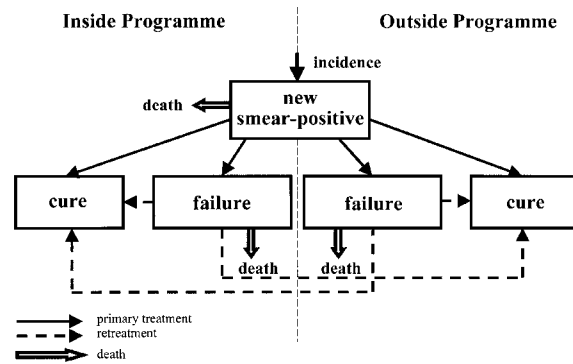 Inside Programme
Outside Programme
incidence
death
new
smear-positive
cure
failure
failure
cure
death
death
primary treatment
retreatment
death